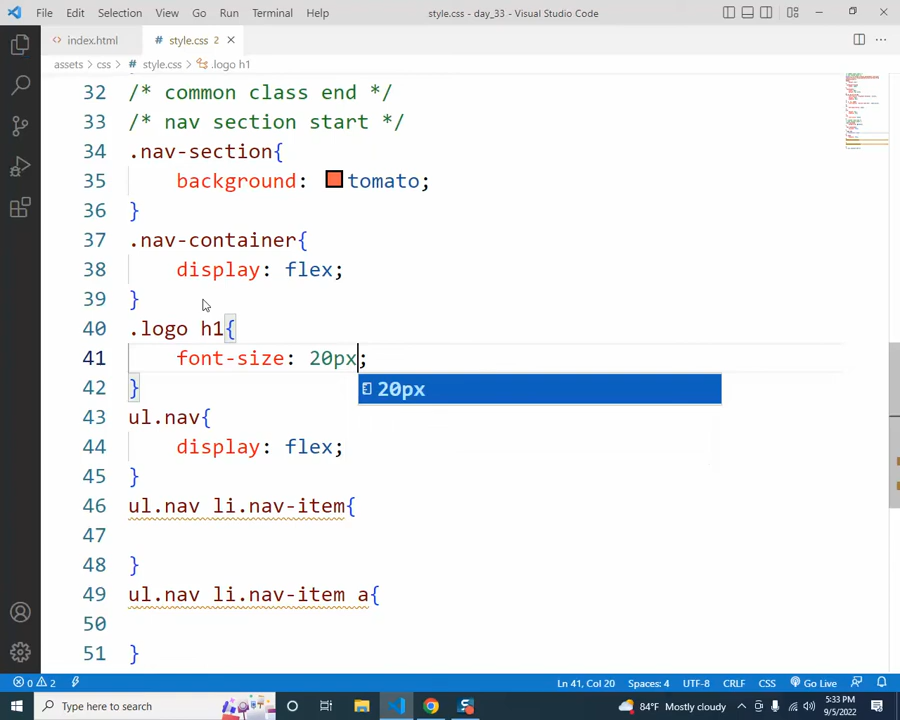 File Edit Selection View Go Run Terminal Help style.css - day_33 - Visual Studio Code
index.html # style.css 2
assets > css > # style.css > .logo h1
32 /* common class end */
33 /* nav section start */
34 .nav-section{
35 background: tomato;
36 }
37 .nav-container{
38 display: flex;
39 }
40 .logo h1{
41 font-size: 20px;
20px
42 }
43 ul.nav{
44 display: flex;
45 }
46 ul.nav li.nav-item{
47
48 }
49 ul.nav li.nav-item a{
50
51 }
0 2 Ln 41, Col 20 Spaces: 4 UTF-8 CRLF CSS Go Live
Type here to search 84°F Mostly cloudy 5:33 PM
9/5/2022